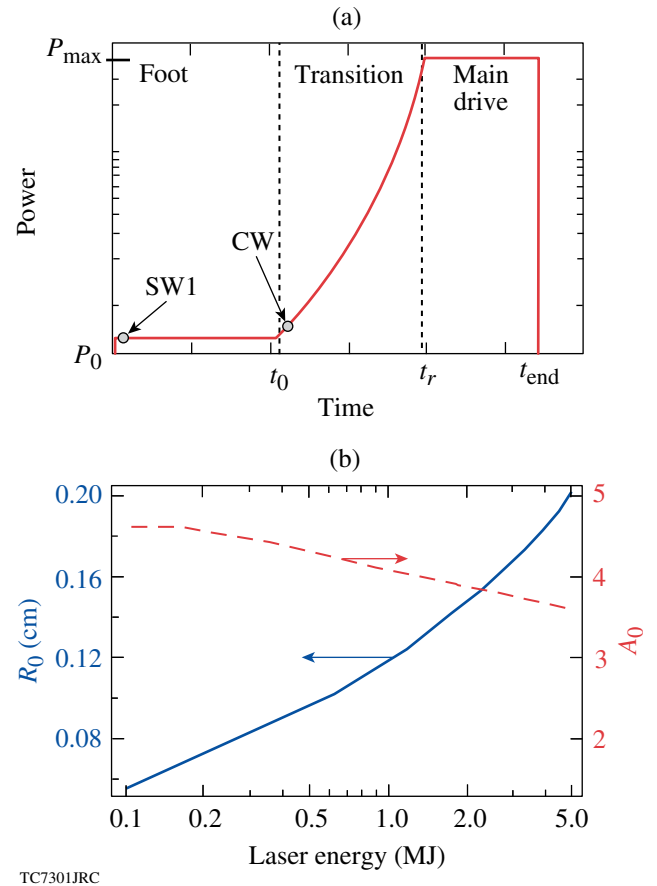 (a)
P_max
Foot
Transition
Main
drive
Power
CW
SW1
P_0
t_0
t_r
t_end
Time
(b)
0.20
0.16
0.12
0.08
R_0 (cm)
5
4
3
2
A_0
0.1
0.2
0.5
1.0
2.0
5.0
Laser energy (MJ)
TC7301JRC